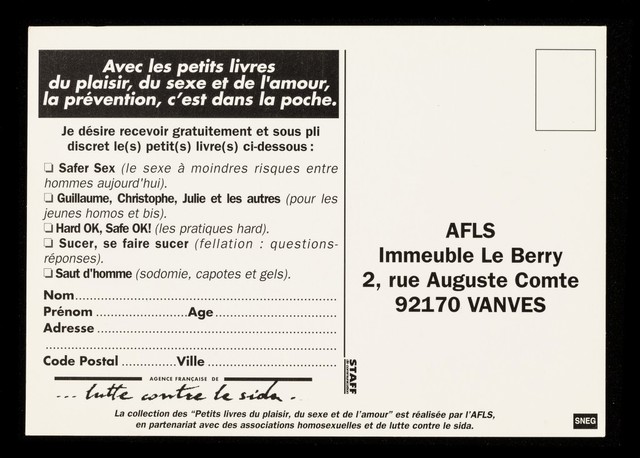 Avec les petits livres
du plaisir, du sexe et de l'amour,
la prévention, c'est dans la poche.
Je désire recevoir gratuitement et sous pli
discret le(s) petit(s) livre(s) ci-dessous :
❏ Safer Sex (le sexe à moindres risques entre
hommes aujourd'hui).
❏ Guillaume, Christophe, Julie et les autres (pour les
jeunes homos et bis).
❏ Hard OK, Safe OK! (les pratiques hard).
❏ Sucer, se faire sucer (fellation : questions-
réponses).
❏ Saut d'homme (sodomie, capotes et gels).
Nom
Prénom Age
Adresse
Code Postal Ville
AGENCE FRANÇAISE DE
... lutte contre le sida.
La collection des "Petits livres du plaisir, du sexe et de l'amour" est réalisée par l'AFLS,
en partenariat avec des associations homosexuelles et de lutte contre le sida.
STAFF
AFLS
Immeuble Le Berry
2, rue Auguste Comte
92170 VANVES
SNEG